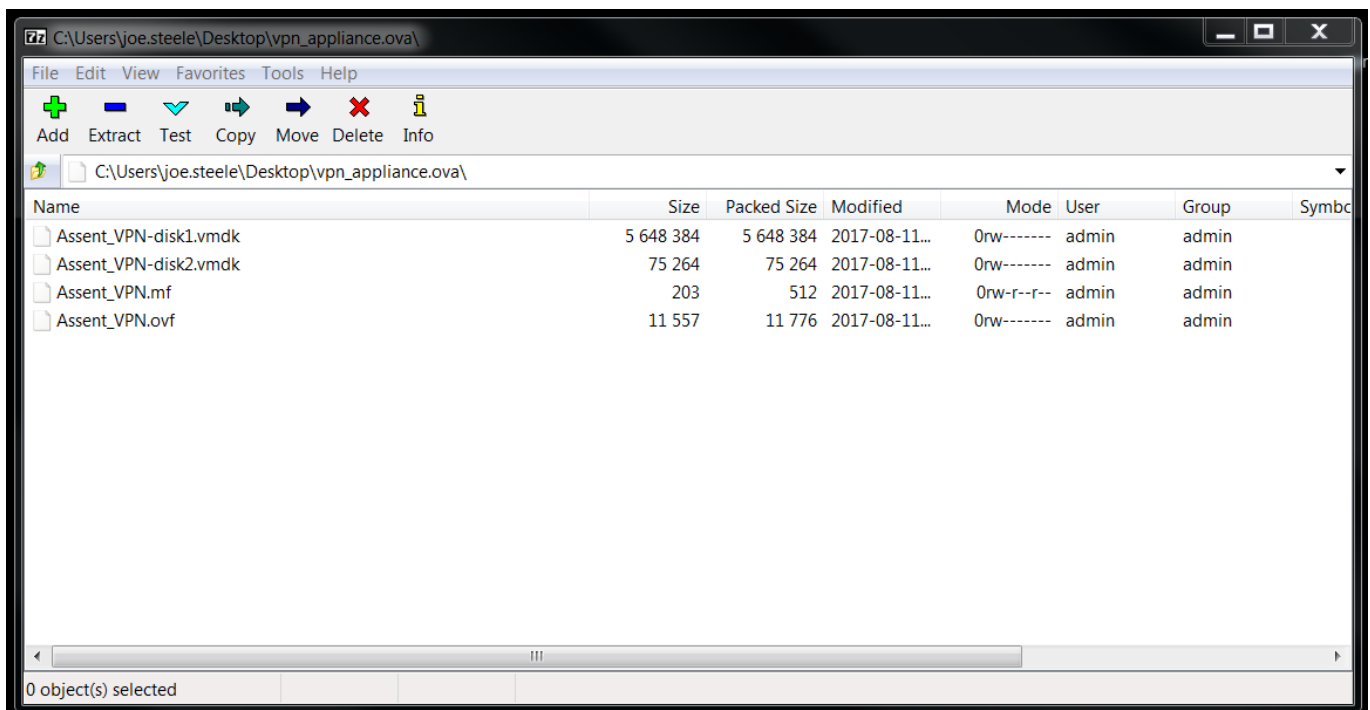 7z C:\Users\joe.steele\Desktop\vpn_appliance.ova\
File Edit View Favorites Tools Help
Add Extract Test Copy Move Delete Info
C:\Users\joe.steele\Desktop\vpn_appliance.ova\
Name Size Packed Size Modified Mode User Group Symbc
Assent_VPN-disk1.vmdk 5 648 384 5 648 384 2017-08-11... 0rw------- admin admin
Assent_VPN-disk2.vmdk 75 264 75 264 2017-08-11... 0rw------- admin admin
Assent_VPN.mf 203 512 2017-08-11... 0rw-r--r-- admin admin
Assent_VPN.ovf 11 557 11 776 2017-08-11... 0rw------- admin admin
0 object(s) selected